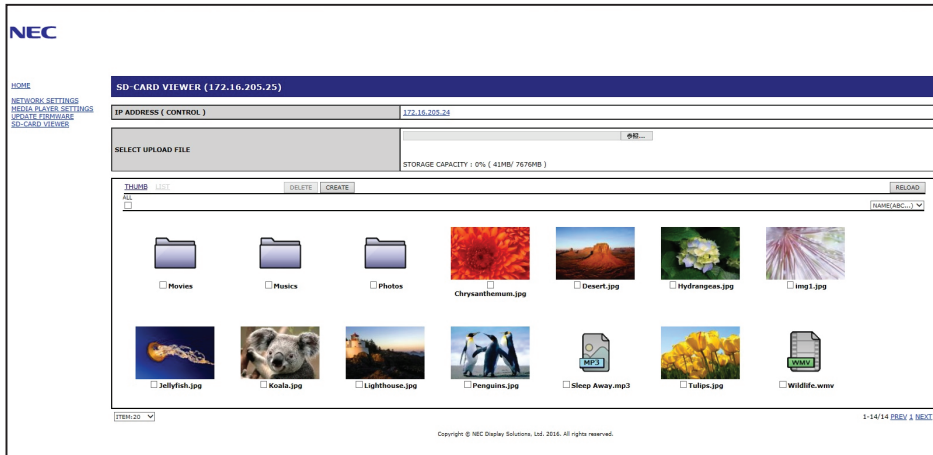 NEC
HOME
NETWORK SETTINGS
MEDIA PLAYER SETTINGS
UPDATE FIRMWARE
SD-CARD VIEWER
SD-CARD VIEWER (172.16.205.25)
IP ADDRESS ( CONTROL ) 172.16.205.24
SELECT UPLOAD FILE
参照...
STORAGE CAPACITY : 0% ( 41MB/ 7676MB )
THUMB LIST DELETE CREATE RELOAD
ALL
NAME(ABC...)
Movies Musics Photos Chrysanthemum.jpg Desert.jpg Hydrangeas.jpg img1.jpg
MP3 WMV
Jellyfish.jpg Koala.jpg Lighthouse.jpg Penguins.jpg Sleep Away.mp3 Tulips.jpg Wildlife.wmv
ITEM:20 1-14/14 PREV 1 NEXT
Copyright © NEC Display Solutions, Ltd. 2016. All rights reserved.